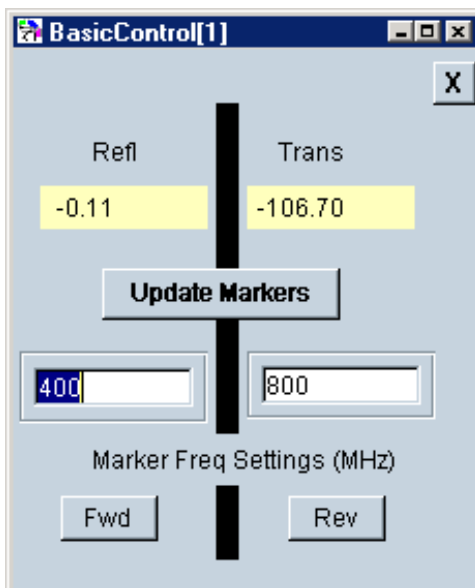 BasicControl[1]
X
Refl Trans
-0.11 -106.70
Update Markers
400 800
Marker Freq Settings (MHz)
Fwd Rev